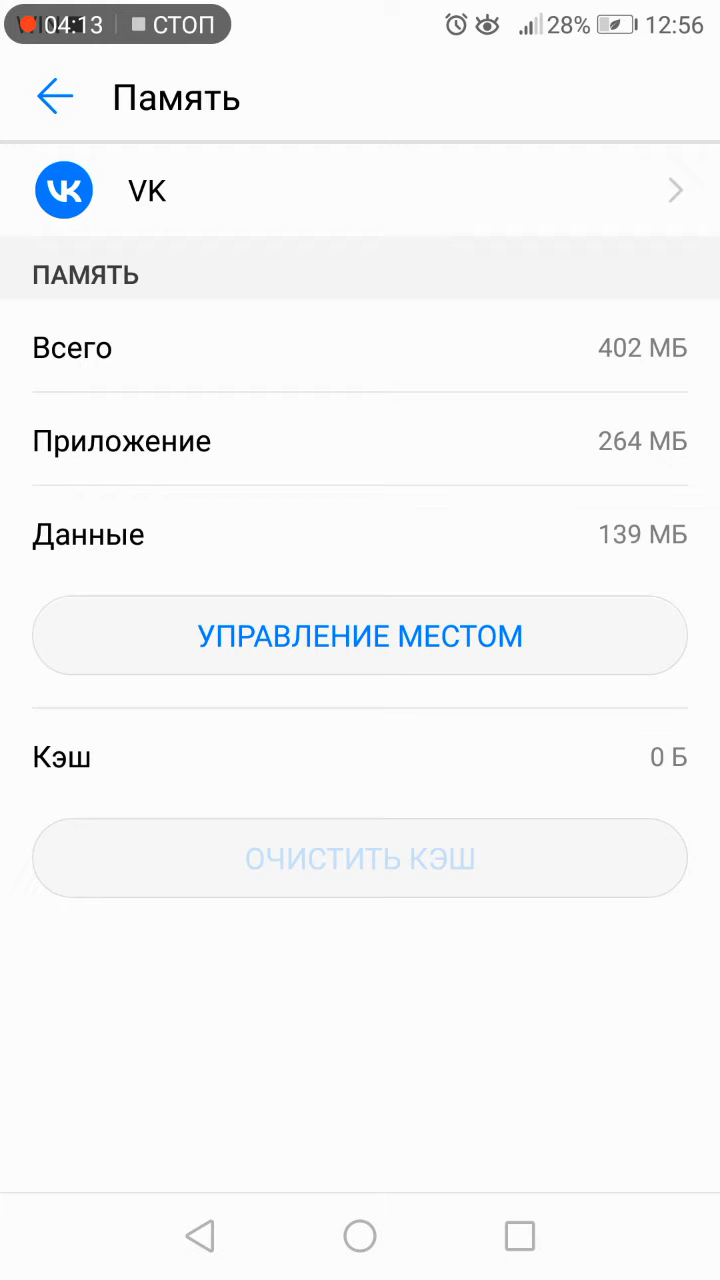 04:13 СТОП 28% 12:56
Память
VK
ПАМЯТЬ
Всего 402 МБ
Приложение 264 МБ
Данные 139 МБ
УПРАВЛЕНИЕ МЕСТОМ
Кэш 0 Б
ОЧИСТИТЬ КЭШ